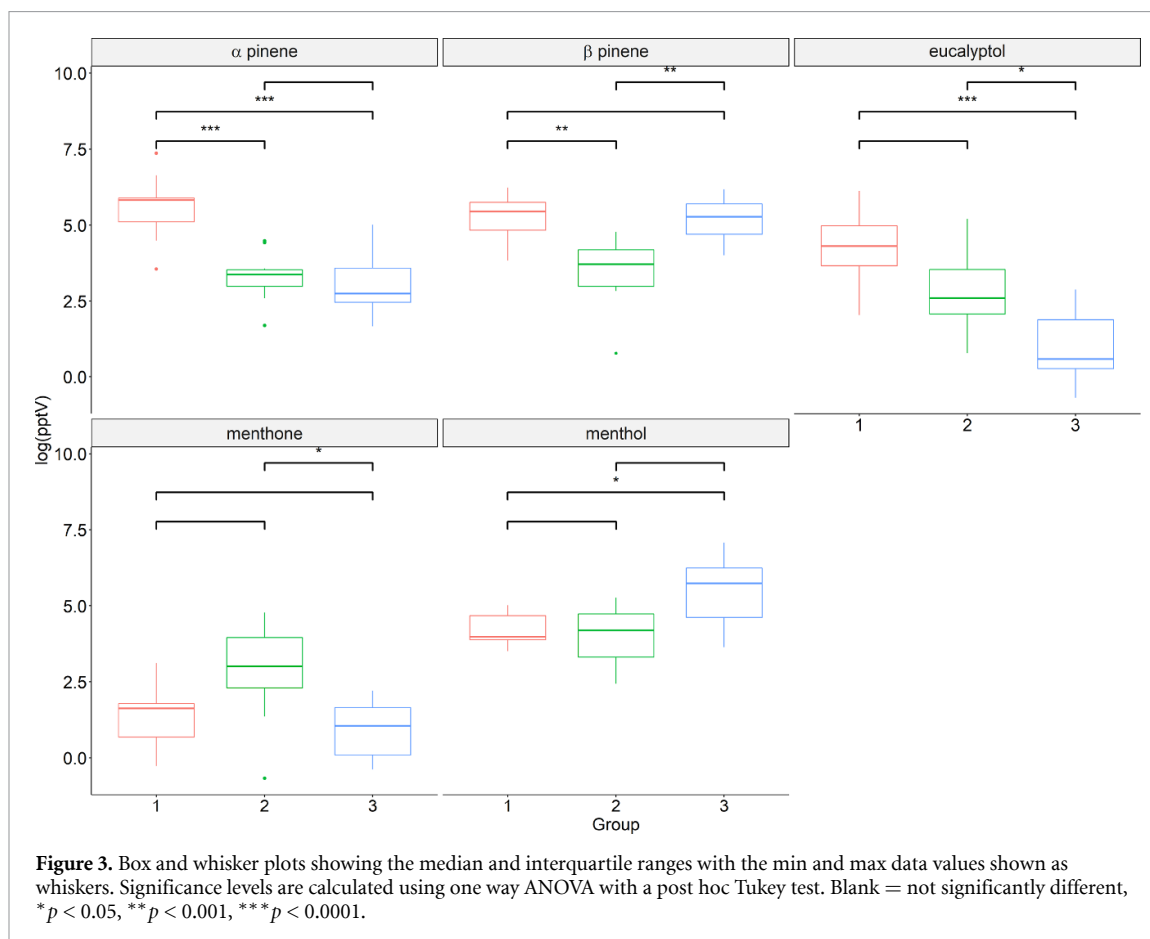 α pinene
β pinene
eucalyptol
10.0
7.5
5.0
2.5
0.0
***
***
**
**
*
***
1
2
3
log(pptV)
menthone
menthol
10.0
7.5
5.0
2.5
0.0
*
*
1
2
3
1
2
3
Group
Figure 3. Box and whisker plots showing the median and interquartile ranges with the min and max data values shown as
whiskers. Significance levels are calculated using one way ANOVA with a post hoc Tukey test. Blank = not significantly different,
*p < 0.05, **p < 0.001, ***p < 0.0001.